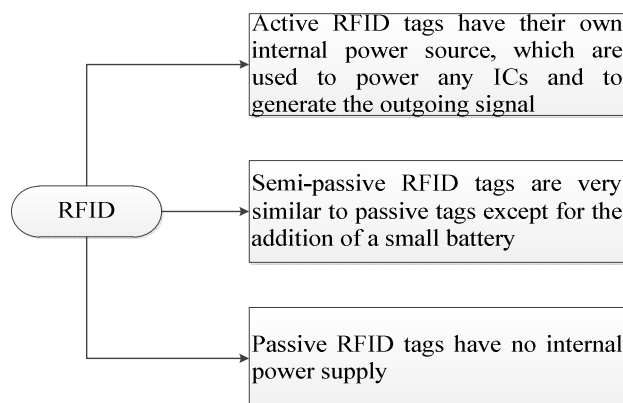 Active RFID tags have their own
internal power source, which are
used to power any ICs and to
generate the outgoing signal
RFID
Semi-passive RFID tags are very
similar to passive tags except for the
addition of a small battery
Passive RFID tags have no internal
power supply